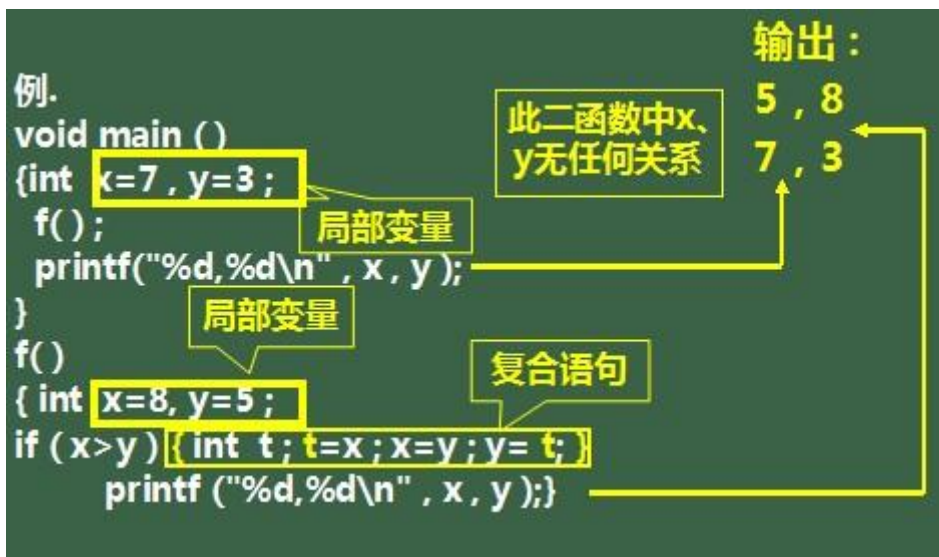 输出：
例.
5 , 8
此二函数中x、
void main ( )
y无任何关系
7 , 3
{int x=7 , y=3 ;
局部变量
f( ) ;
printf("%d,%d\n" , x , y );
}
局部变量
f()
复合语句
{ int x=8, y=5 ;
if ( x>y ) { int t ; t=x ; x=y ; y= t; }
printf ("%d,%d\n" , x , y );}